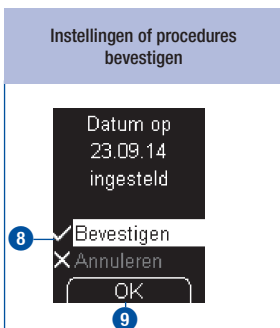 Instellingen of procedures
bevestigen
Datum op
23.09.14
ingesteld
8 ✓ Bevestigen
✕ Annuleren
OK
9